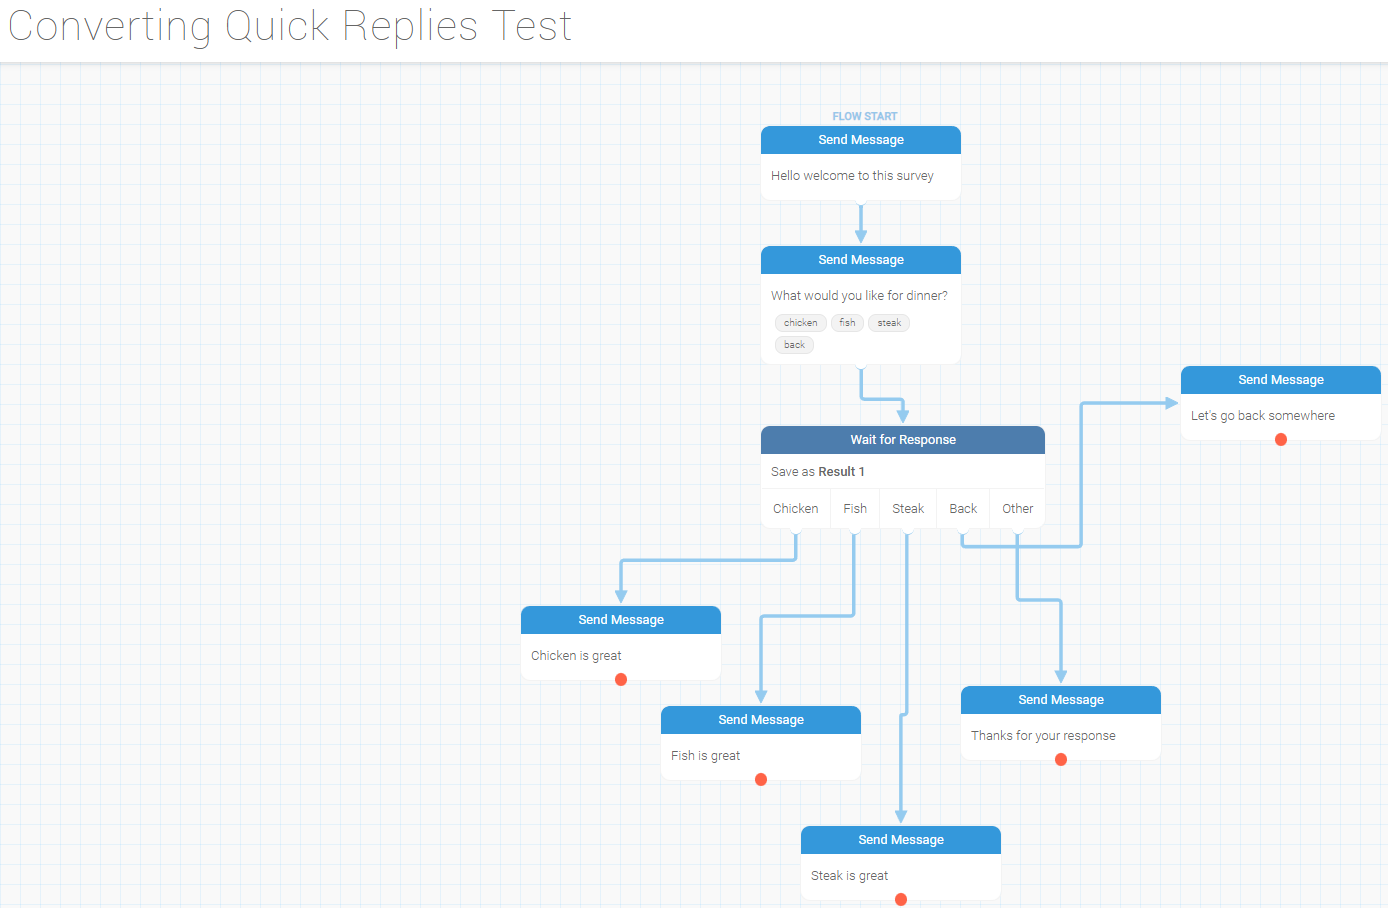 Converting Quick Replies Test
FLOW START
Send Message
Hello welcome to this survey
Send Message
What would you like for dinner?
chicken fish steak
back
Send Message
Let's go back somewhere
Wait for Response
Save as Result 1
Chicken Fish Steak Back Other
Send Message
Chicken is great
Send Message
Fish is great
Send Message
Thanks for your response
Send Message
Steak is great